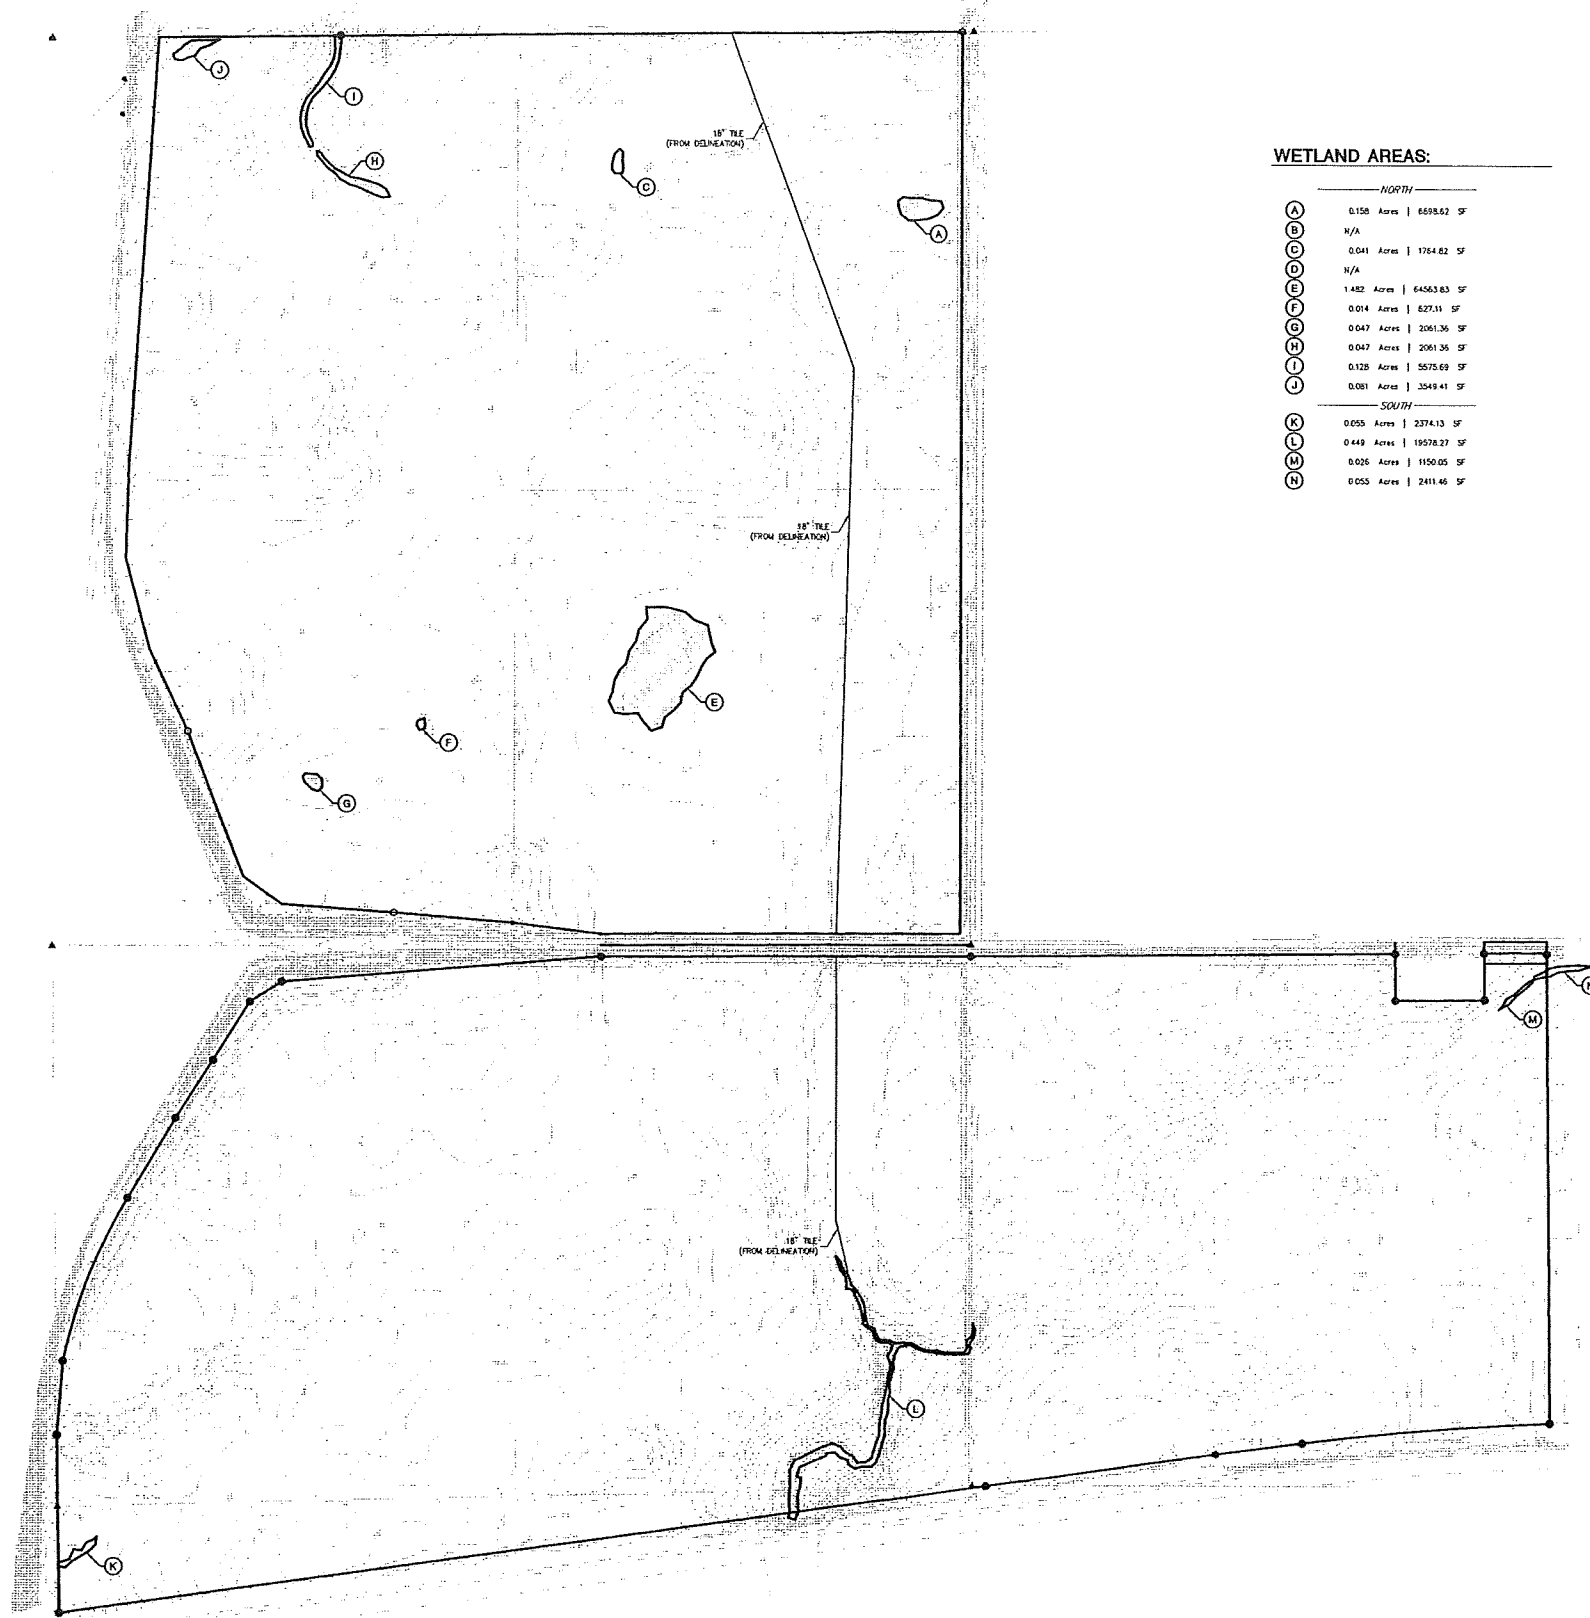 J
I
18" TILE
(FROM DELINEATION)
H
C
A
18" TILE
(FROM DELINEATION)
E
F
G
WETLAND AREAS:
NORTH
A 0.158 Acres | 6898.62 SF
B N/A
C 0.041 Acres | 1764.82 SF
D N/A
E 1.482 Acres | 64563.83 SF
F 0.014 Acres | 627.11 SF
G 0.047 Acres | 2061.36 SF
H 0.047 Acres | 2061.36 SF
I 0.128 Acres | 5575.69 SF
J 0.081 Acres | 3549.41 SF
SOUTH
K 0.055 Acres | 2374.13 SF
L 0.449 Acres | 19578.27 SF
M 0.026 Acres | 1150.05 SF
N 0.055 Acres | 2411.46 SF
N
M
18" TILE
(FROM DELINEATION)
L
K